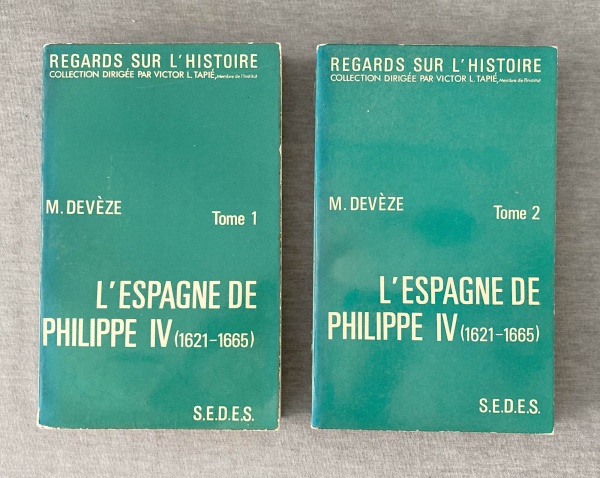 REGARDS SUR L'HISTOIRE
COLLECTION DIRIGÉE PAR VICTOR L. TAPIÉ, Membre de l'Institut
M. DEVÈZE
Tome 1
L'ESPAGNE DE
PHILIPPE IV (1621-1665)
S.E.D.E.S.
REGARDS SUR L'HISTOIRE
COLLECTION DIRIGÉE PAR VICTOR L. TAPIÉ, Membre de l'Institut
M. DEVÈZE
Tome 2
L'ESPAGNE DE
PHILIPPE IV (1621-1665)
S.E.D.E.S.